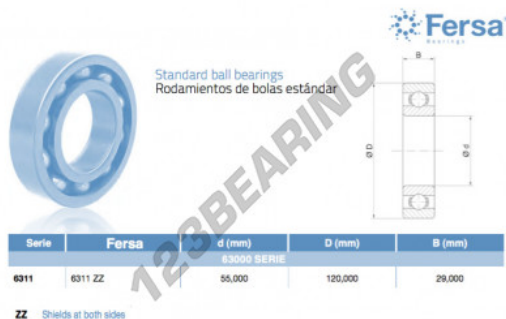 Fersa
Bearings
Standard ball bearings
Rodamientos de bolas estándar
B
Ø D
Ø d
123BEARING
Serie Fersa d (mm) D (mm) B (mm)
63000 SERIE
6311 6311 ZZ 55,000 120,000 29,000
ZZ Shields at both sides